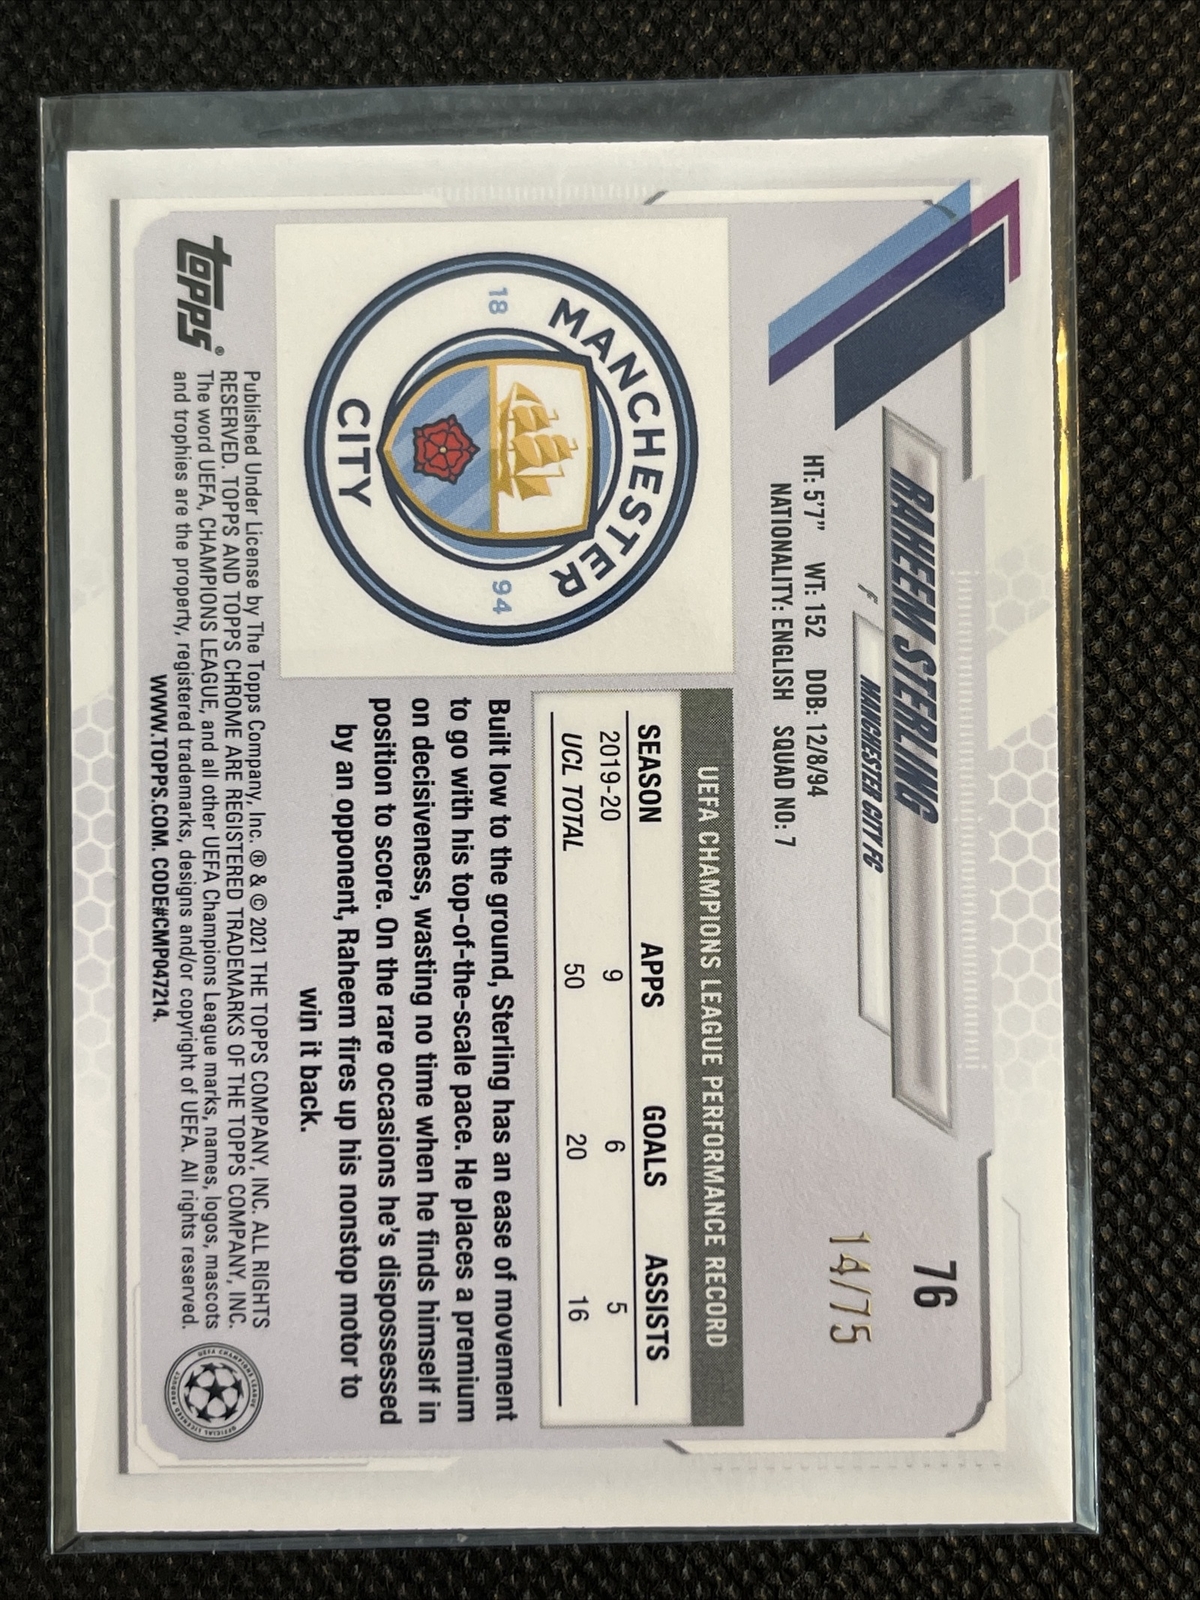 76
14/75
RAHEEM STERLING
F MANCHESTER CITY FC
HT: 5'7" WT: 152 DOB: 12/8/94
NATIONALITY: ENGLISH SQUAD NO: 7
MANCHESTER
18 94
CITY
UEFA CHAMPIONS LEAGUE PERFORMANCE RECORD
SEASON APPS GOALS ASSISTS
2019-20 9 6 5
UCL TOTAL 50 20 16
Built low to the ground, Sterling has an ease of movement
to go with his top-of-the-scale pace. He places a premium
on decisiveness, wasting no time when he finds himself in
position to score. On the rare occasions he's dispossessed
by an opponent, Raheem fires up his nonstop motor to
win it back.
topps®
Published Under License by The Topps Company, Inc. ® & © 2021 THE TOPPS COMPANY, INC. ALL RIGHTS
RESERVED. TOPPS AND TOPPS CHROME ARE REGISTERED TRADEMARKS OF THE TOPPS COMPANY, INC.
The word UEFA, CHAMPIONS LEAGUE, and all other UEFA Champions League marks, names, logos, mascots
and trophies are the property, registered trademarks, designs and/or copyright of UEFA. All rights reserved.
WWW.TOPPS.COM. CODE#CMP047214.
UEFA CHAMPIONS LEAGUE
OFFICIAL LICENSED PRODUCT